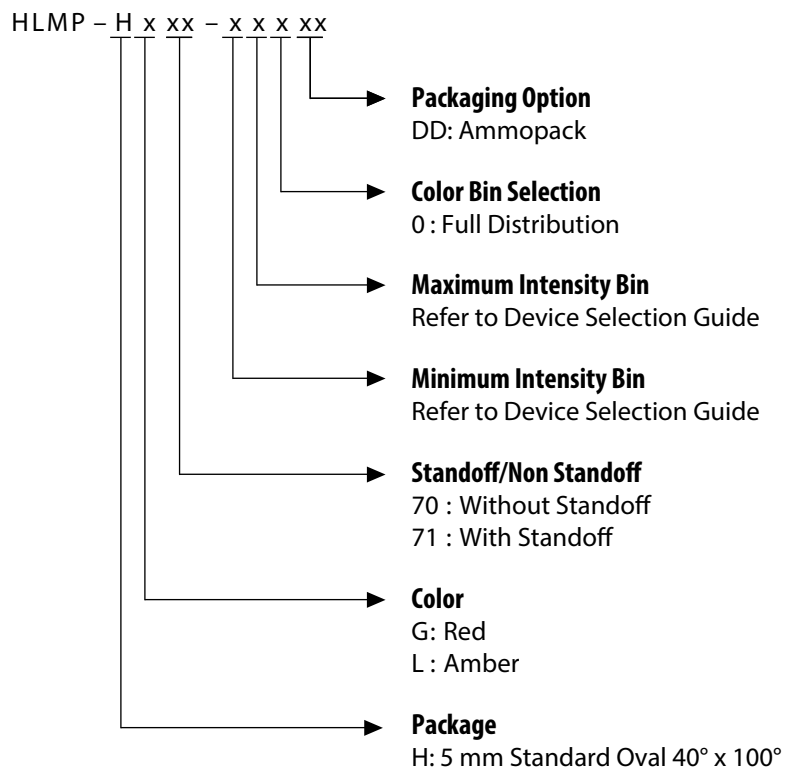 HLMP – H x xx – x x x xx
Packaging Option
DD: Ammopack
Color Bin Selection
0 : Full Distribution
Maximum Intensity Bin
Refer to Device Selection Guide
Minimum Intensity Bin
Refer to Device Selection Guide
Standoff/Non Standoff
70 : Without Standoff
71 : With Standoff
Color
G: Red
L : Amber
Package
H: 5 mm Standard Oval 40° x 100°